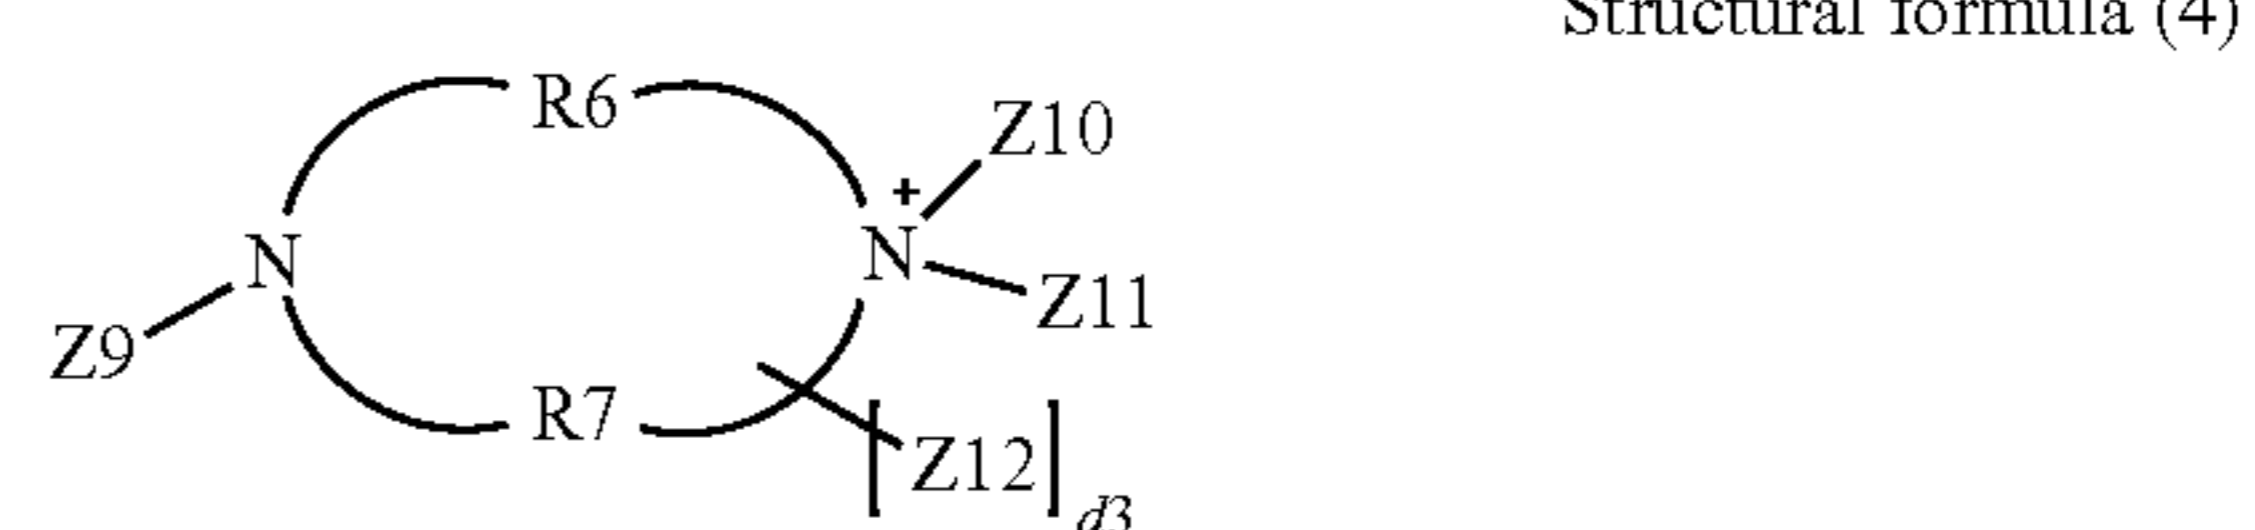 Structural formula (4)
R6
Z10
+
N
N
Z11
Z9
R7
[Z12]
d3